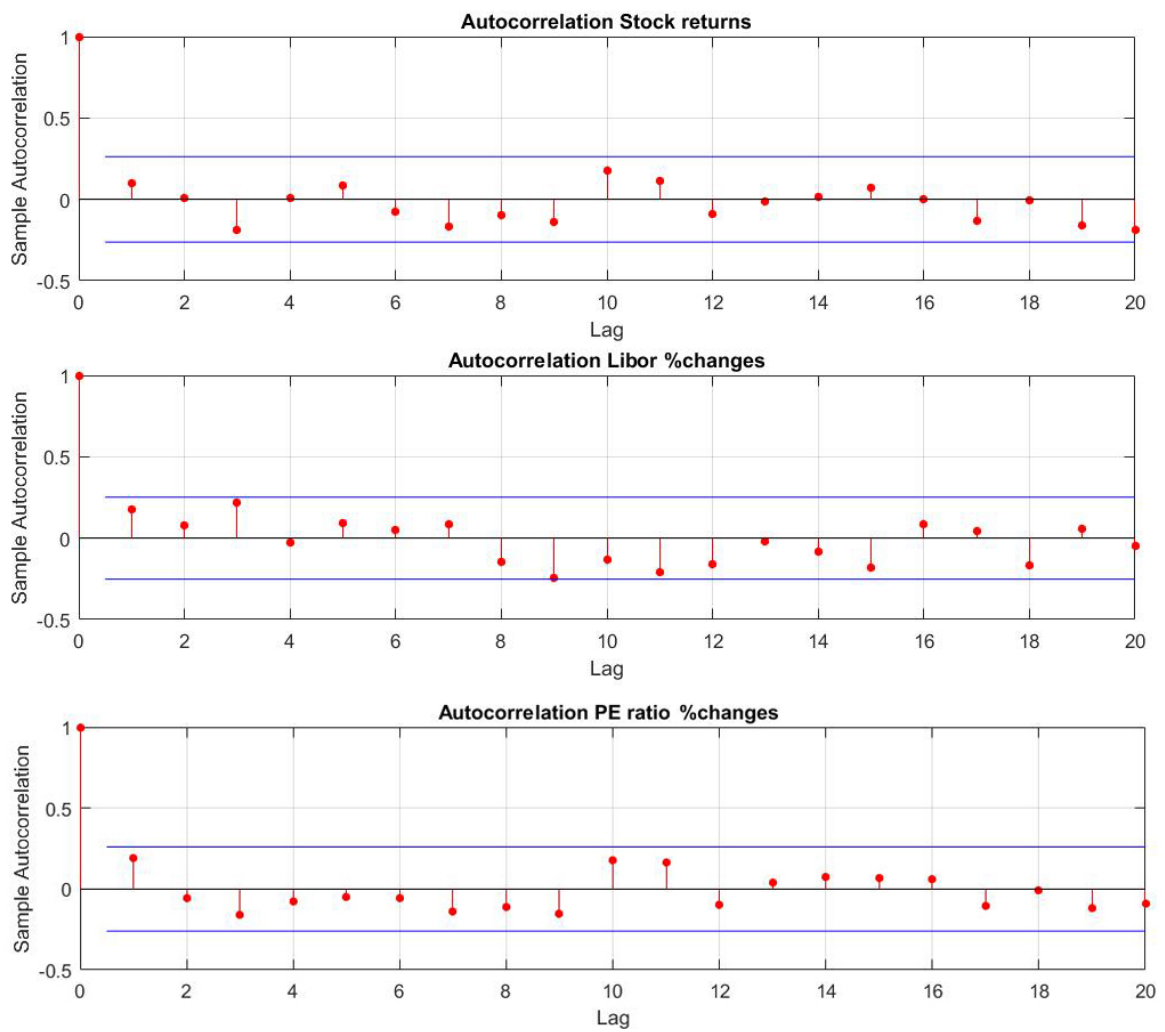 Autocorrelation Stock returns
Sample Autocorrelation
1
0.5
0
-0.5
0 2 4 6 8 10 12 14 16 18 20
Lag
Autocorrelation Libor %changes
Sample Autocorrelation
1
0.5
0
-0.5
0 2 4 6 8 10 12 14 16 18 20
Lag
Autocorrelation PE ratio %changes
Sample Autocorrelation
1
0.5
0
-0.5
0 2 4 6 8 10 12 14 16 18 20
Lag